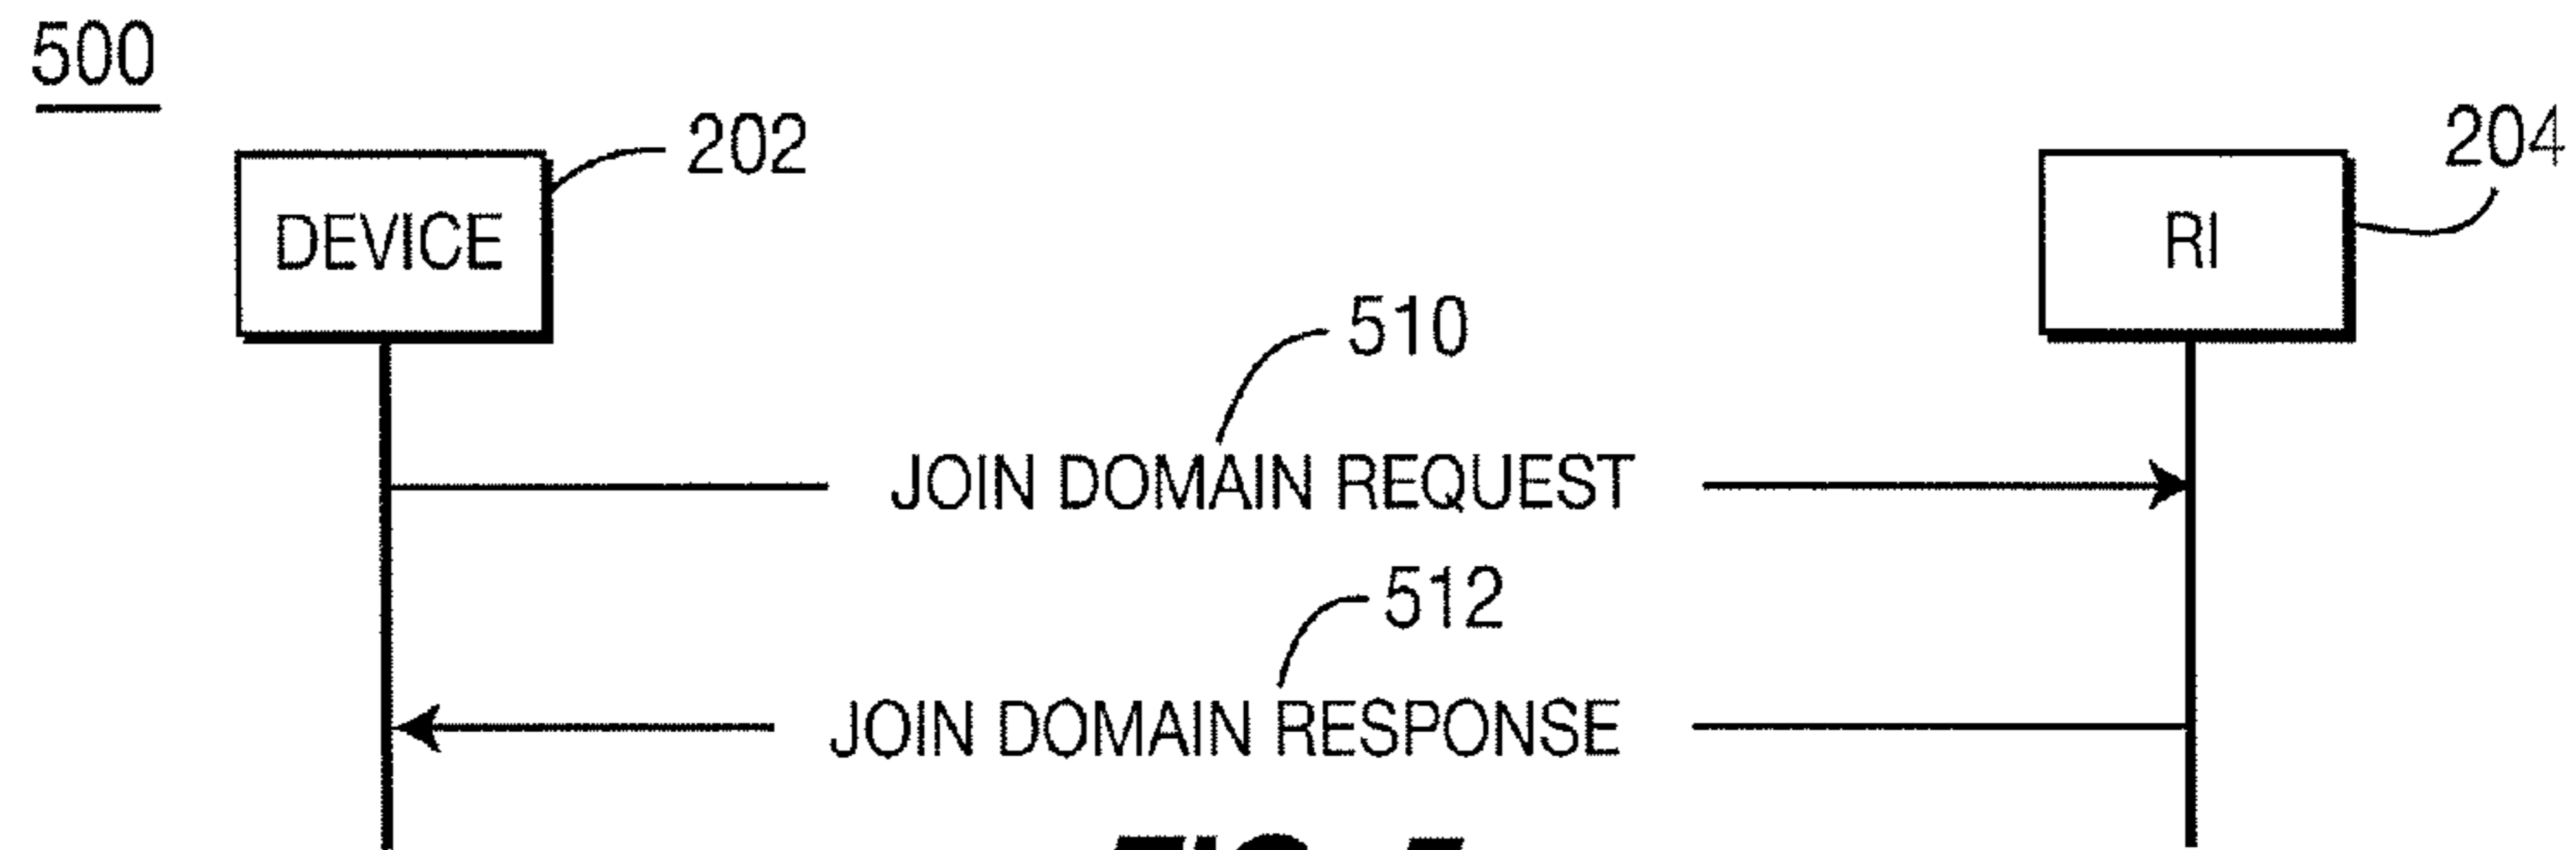 500
202
204
DEVICE
RI
510
JOIN DOMAIN REQUEST
512
JOIN DOMAIN RESPONSE